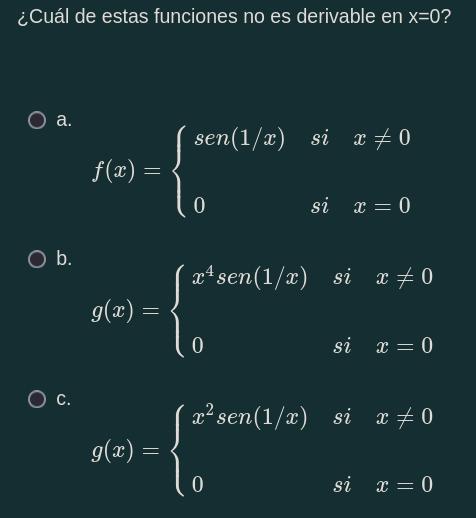 ¿Cuál de estas funciones no es derivable en x=0?
a.
f(x) = { sen(1/x) si x ≠ 0
0 si x = 0
b.
g(x) = { x⁴sen(1/x) si x ≠ 0
0 si x = 0
c.
g(x) = { x²sen(1/x) si x ≠ 0
0 si x = 0